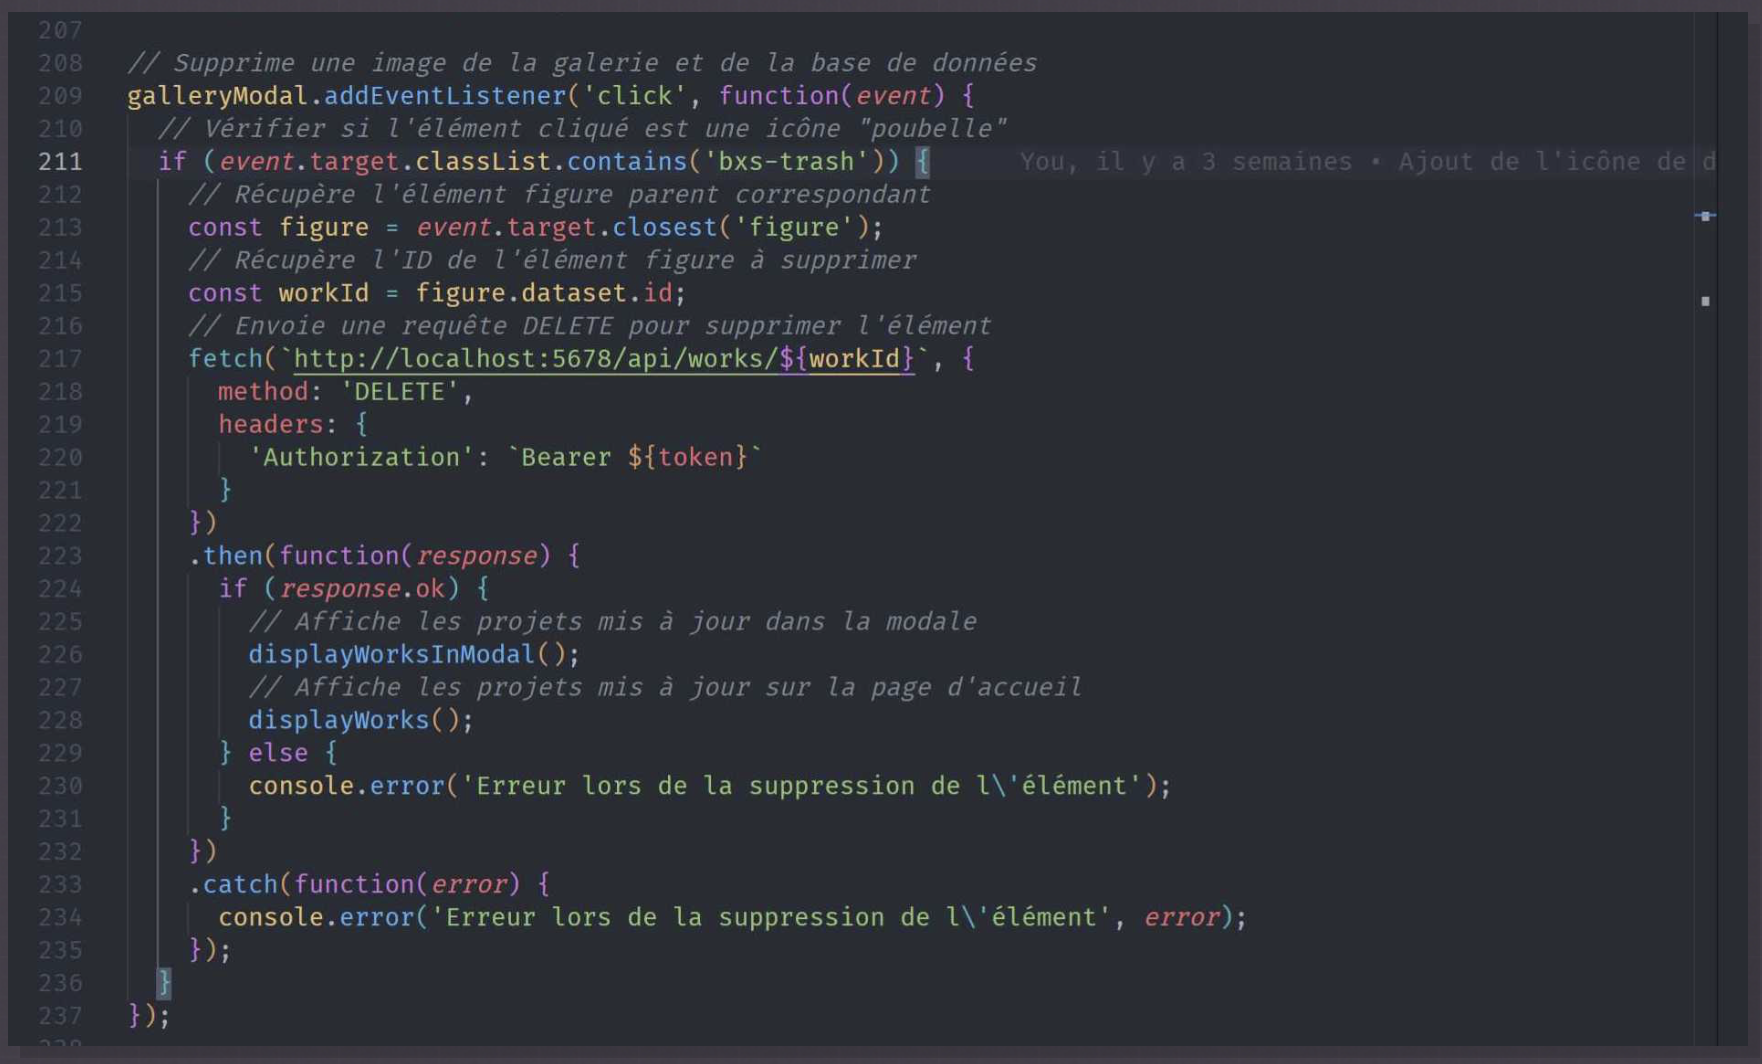 207
208 // Supprime une image de la galerie et de la base de données
209 galleryModal.addEventListener('click', function(event) {
210 // Vérifier si l'élément cliqué est une icône "poubelle"
211 if (event.target.classList.contains('bxs-trash')) { You, il y a 3 semaines • Ajout de l'icône de d
212 // Récupère l'élément figure parent correspondant
213 const figure = event.target.closest('figure');
214 // Récupère l'ID de l'élément figure à supprimer
215 const workId = figure.dataset.id;
216 // Envoie une requête DELETE pour supprimer l'élément
217 fetch(`http://localhost:5678/api/works/${workId}`, {
218 method: 'DELETE',
219 headers: {
220 'Authorization': `Bearer ${token}`
221 }
222 })
223 .then(function(response) {
224 if (response.ok) {
225 // Affiche les projets mis à jour dans la modale
226 displayWorksInModal();
227 // Affiche les projets mis à jour sur la page d'accueil
228 displayWorks();
229 } else {
230 console.error('Erreur lors de la suppression de l\'élément');
231 }
232 })
233 .catch(function(error) {
234 console.error('Erreur lors de la suppression de l\'élément', error);
235 });
236 }
237 });